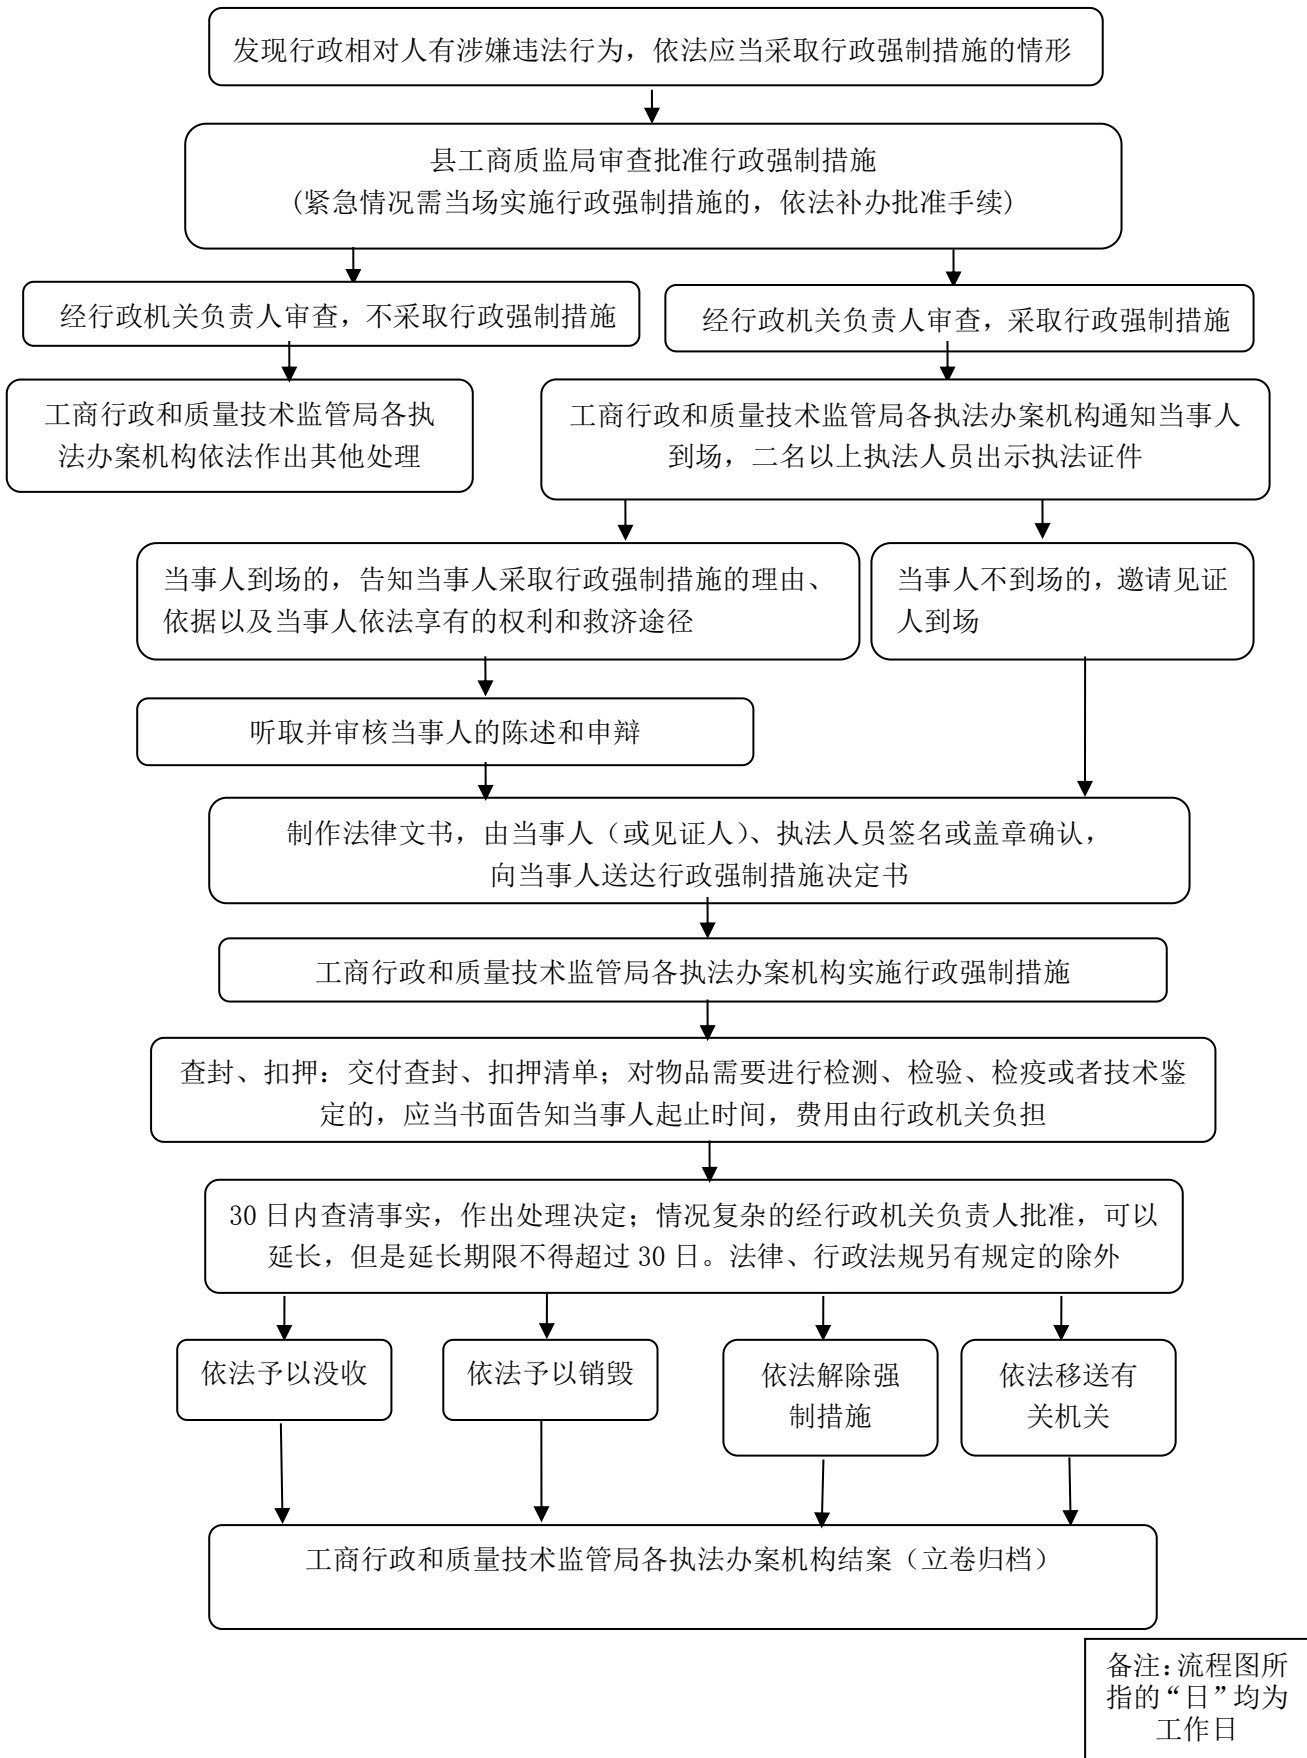 发现行政相对人有涉嫌违法行为，依法应当采取行政强制措施的情形
县工商质监局审查批准行政强制措施
(紧急情况需当场实施行政强制措施的，依法补办批准手续)
经行政机关负责人审查，不采取行政强制措施
经行政机关负责人审查，采取行政强制措施
工商行政和质量技术监管局各执
法办案机构依法作出其他处理
工商行政和质量技术监管局各执法办案机构通知当事人
到场，二名以上执法人员出示执法证件
当事人到场的，告知当事人采取行政强制措施的理由、
依据以及当事人依法享有的权利和救济途径
当事人不到场的，邀请见证
人到场
听取并审核当事人的陈述和申辩
制作法律文书，由当事人（或见证人）、执法人员签名或盖章确认，
向当事人送达行政强制措施决定书
工商行政和质量技术监管局各执法办案机构实施行政强制措施
查封、扣押：交付查封、扣押清单；对物品需要进行检测、检验、检疫或者技术鉴
定的，应当书面告知当事人起止时间，费用由行政机关负担
30日内查清事实，作出处理决定；情况复杂的经行政机关负责人批准，可以
延长，但是延长期限不得超过30日。法律、行政法规另有规定的除外
依法予以没收
依法予以销毁
依法解除强
制措施
依法移送有
关机关
工商行政和质量技术监管局各执法办案机构结案（立卷归档）
备注：流程图所
指的“日”均为
工作日